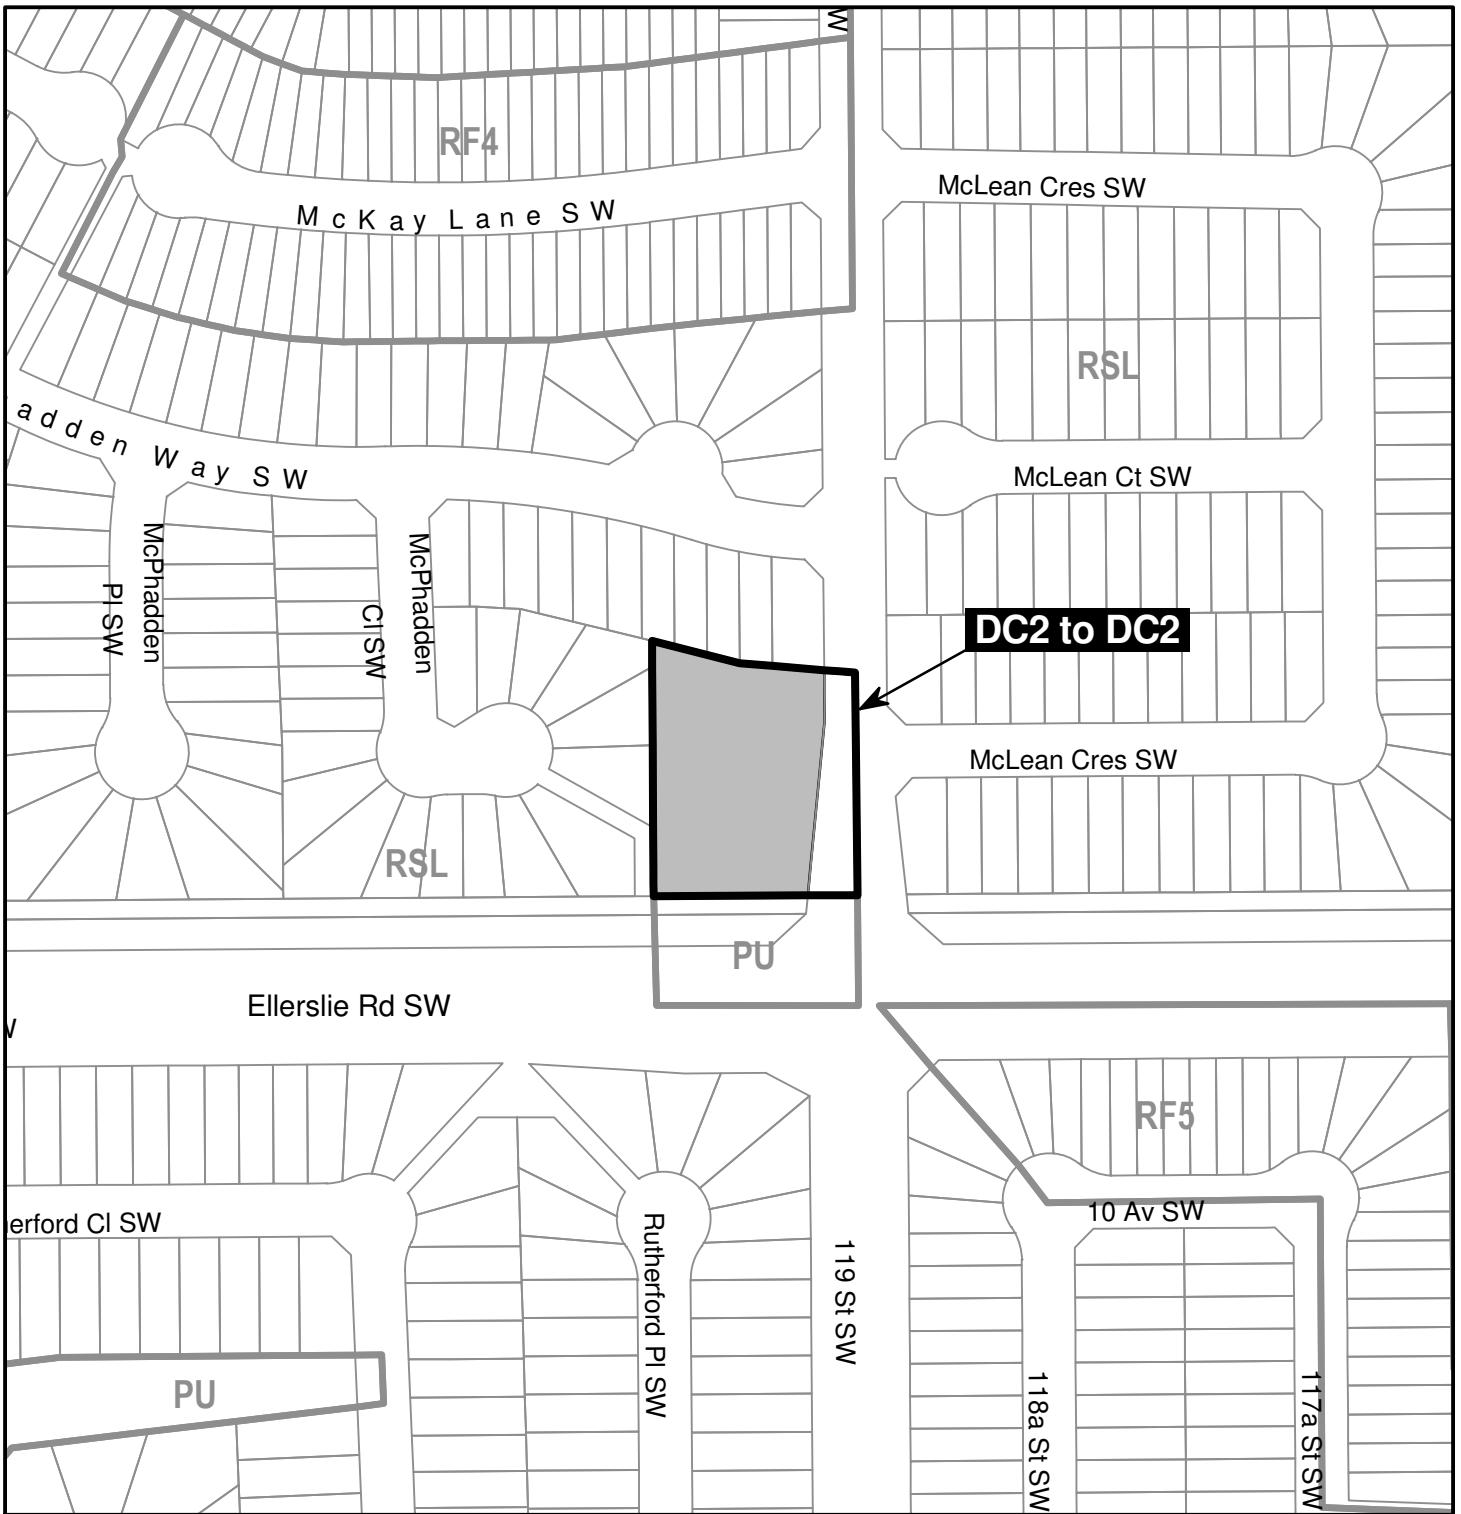 W
RF4
McLean Cres SW
McKay Lane SW
RSL
adden Way SW
McLean Ct SW
McPhadden
Pl SW
McPhadden
Cl SW
DC2 to DC2
McLean Cres SW
RSL
PU
Ellerslie Rd SW
RF5
10 Av SW
erford Cl SW
Rutherford Pl SW
119 St SW
118a St SW
117a St SW
PU